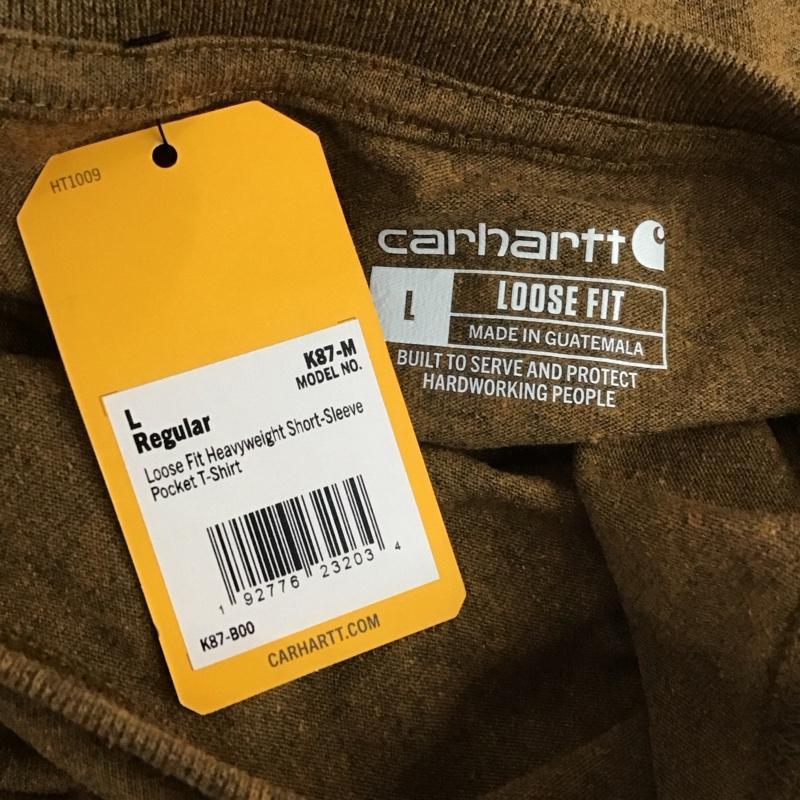 HT1009
K87-M
MODEL NO.
L
Regular
Loose Fit Heavyweight Short-Sleeve
Pocket T-Shirt
1 92776 23203 4
K87-B00
CARHARTT.COM
carhartt
L
LOOSE FIT
MADE IN GUATEMALA
BUILT TO SERVE AND PROTECT
HARDWORKING PEOPLE